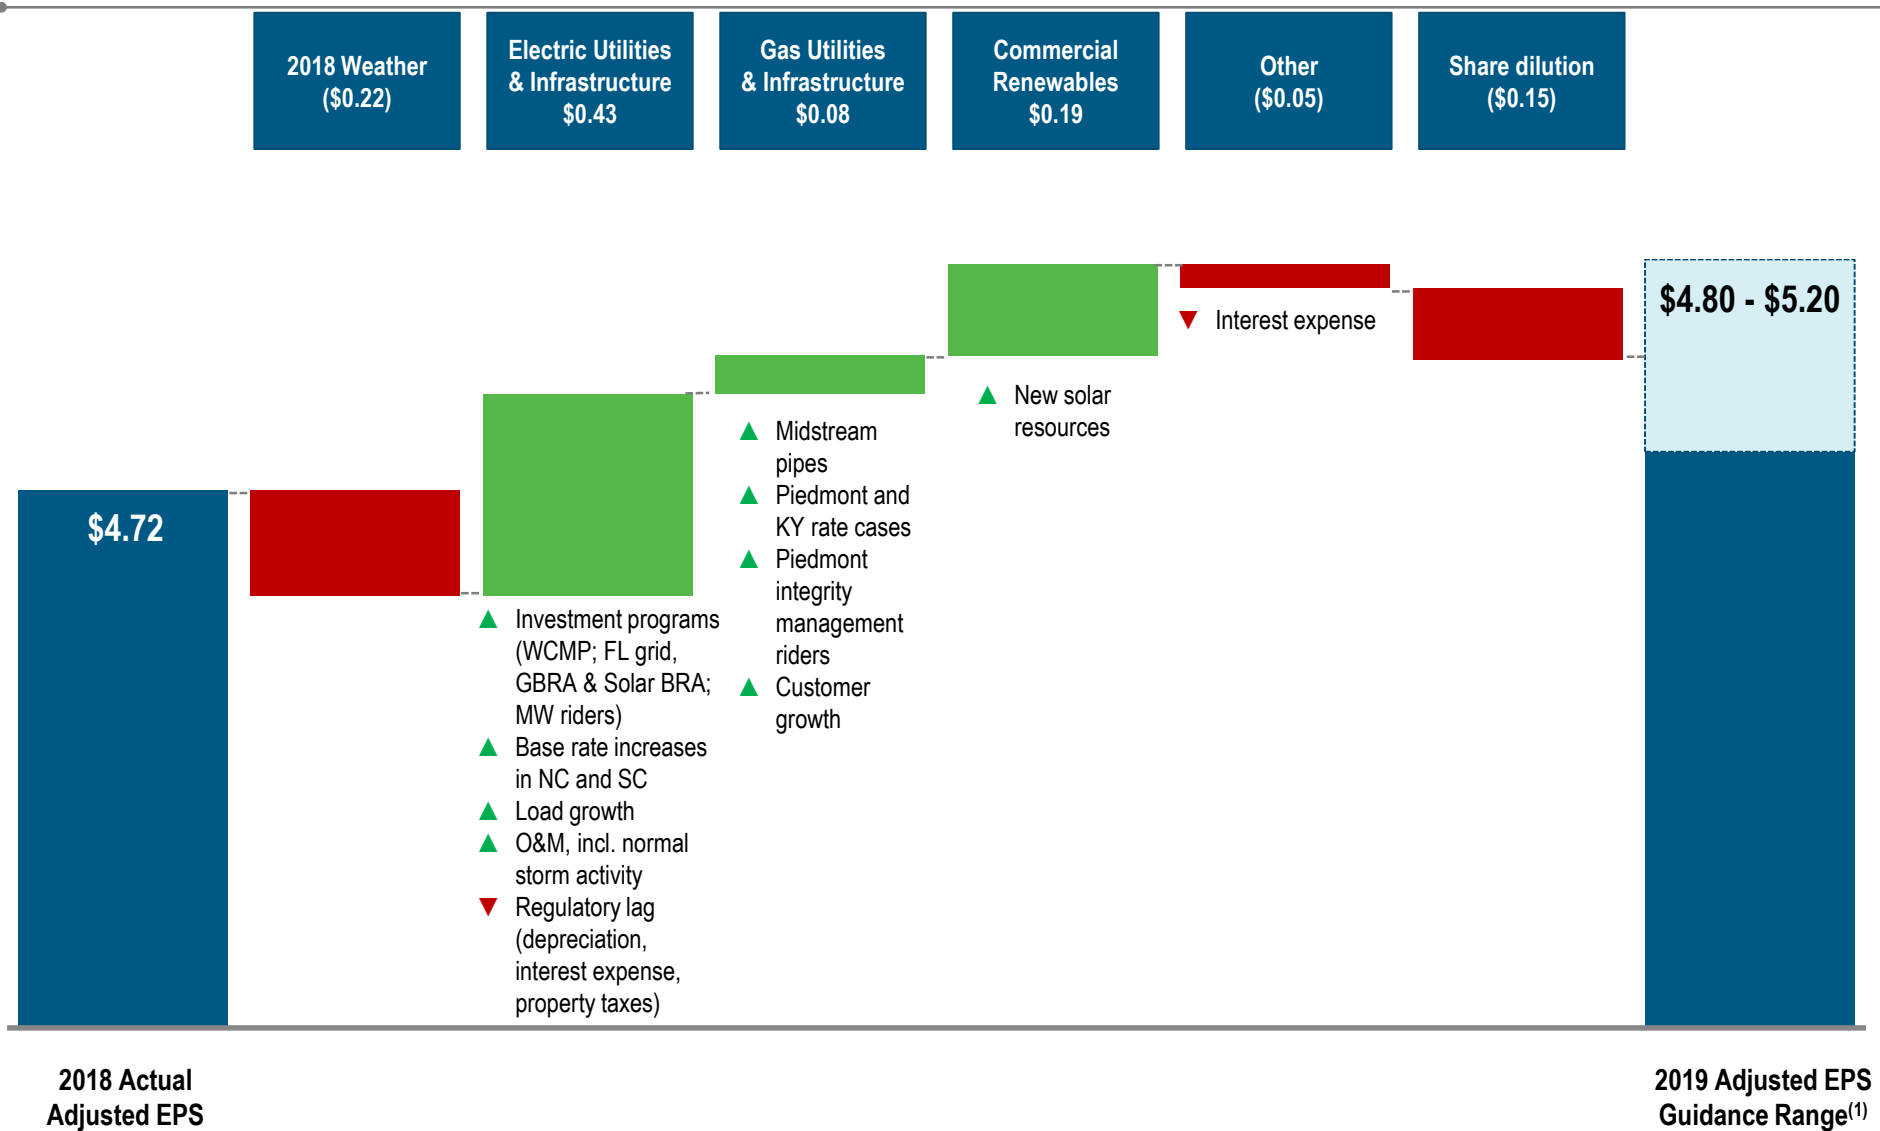 2018 Weather
($0.22)
Electric Utilities
& Infrastructure
$0.43
Gas Utilities
& Infrastructure
$0.08
Commercial
Renewables
$0.19
Other
($0.05)
Share dilution
($0.15)
$4.72
Investment programs
(WCMP; FL grid,
GBRA & Solar BRA;
MW riders)
Base rate increases
in NC and SC
Load growth
O&M, incl. normal
storm activity
Regulatory lag
(depreciation,
interest expense,
property taxes)
Midstream
pipes
Piedmont and
KY rate cases
Piedmont
integrity
management
riders
Customer
growth
New solar
resources
Interest expense
$4.80 - $5.20
2018 Actual
Adjusted EPS
2019 Adjusted EPS
Guidance Range(1)